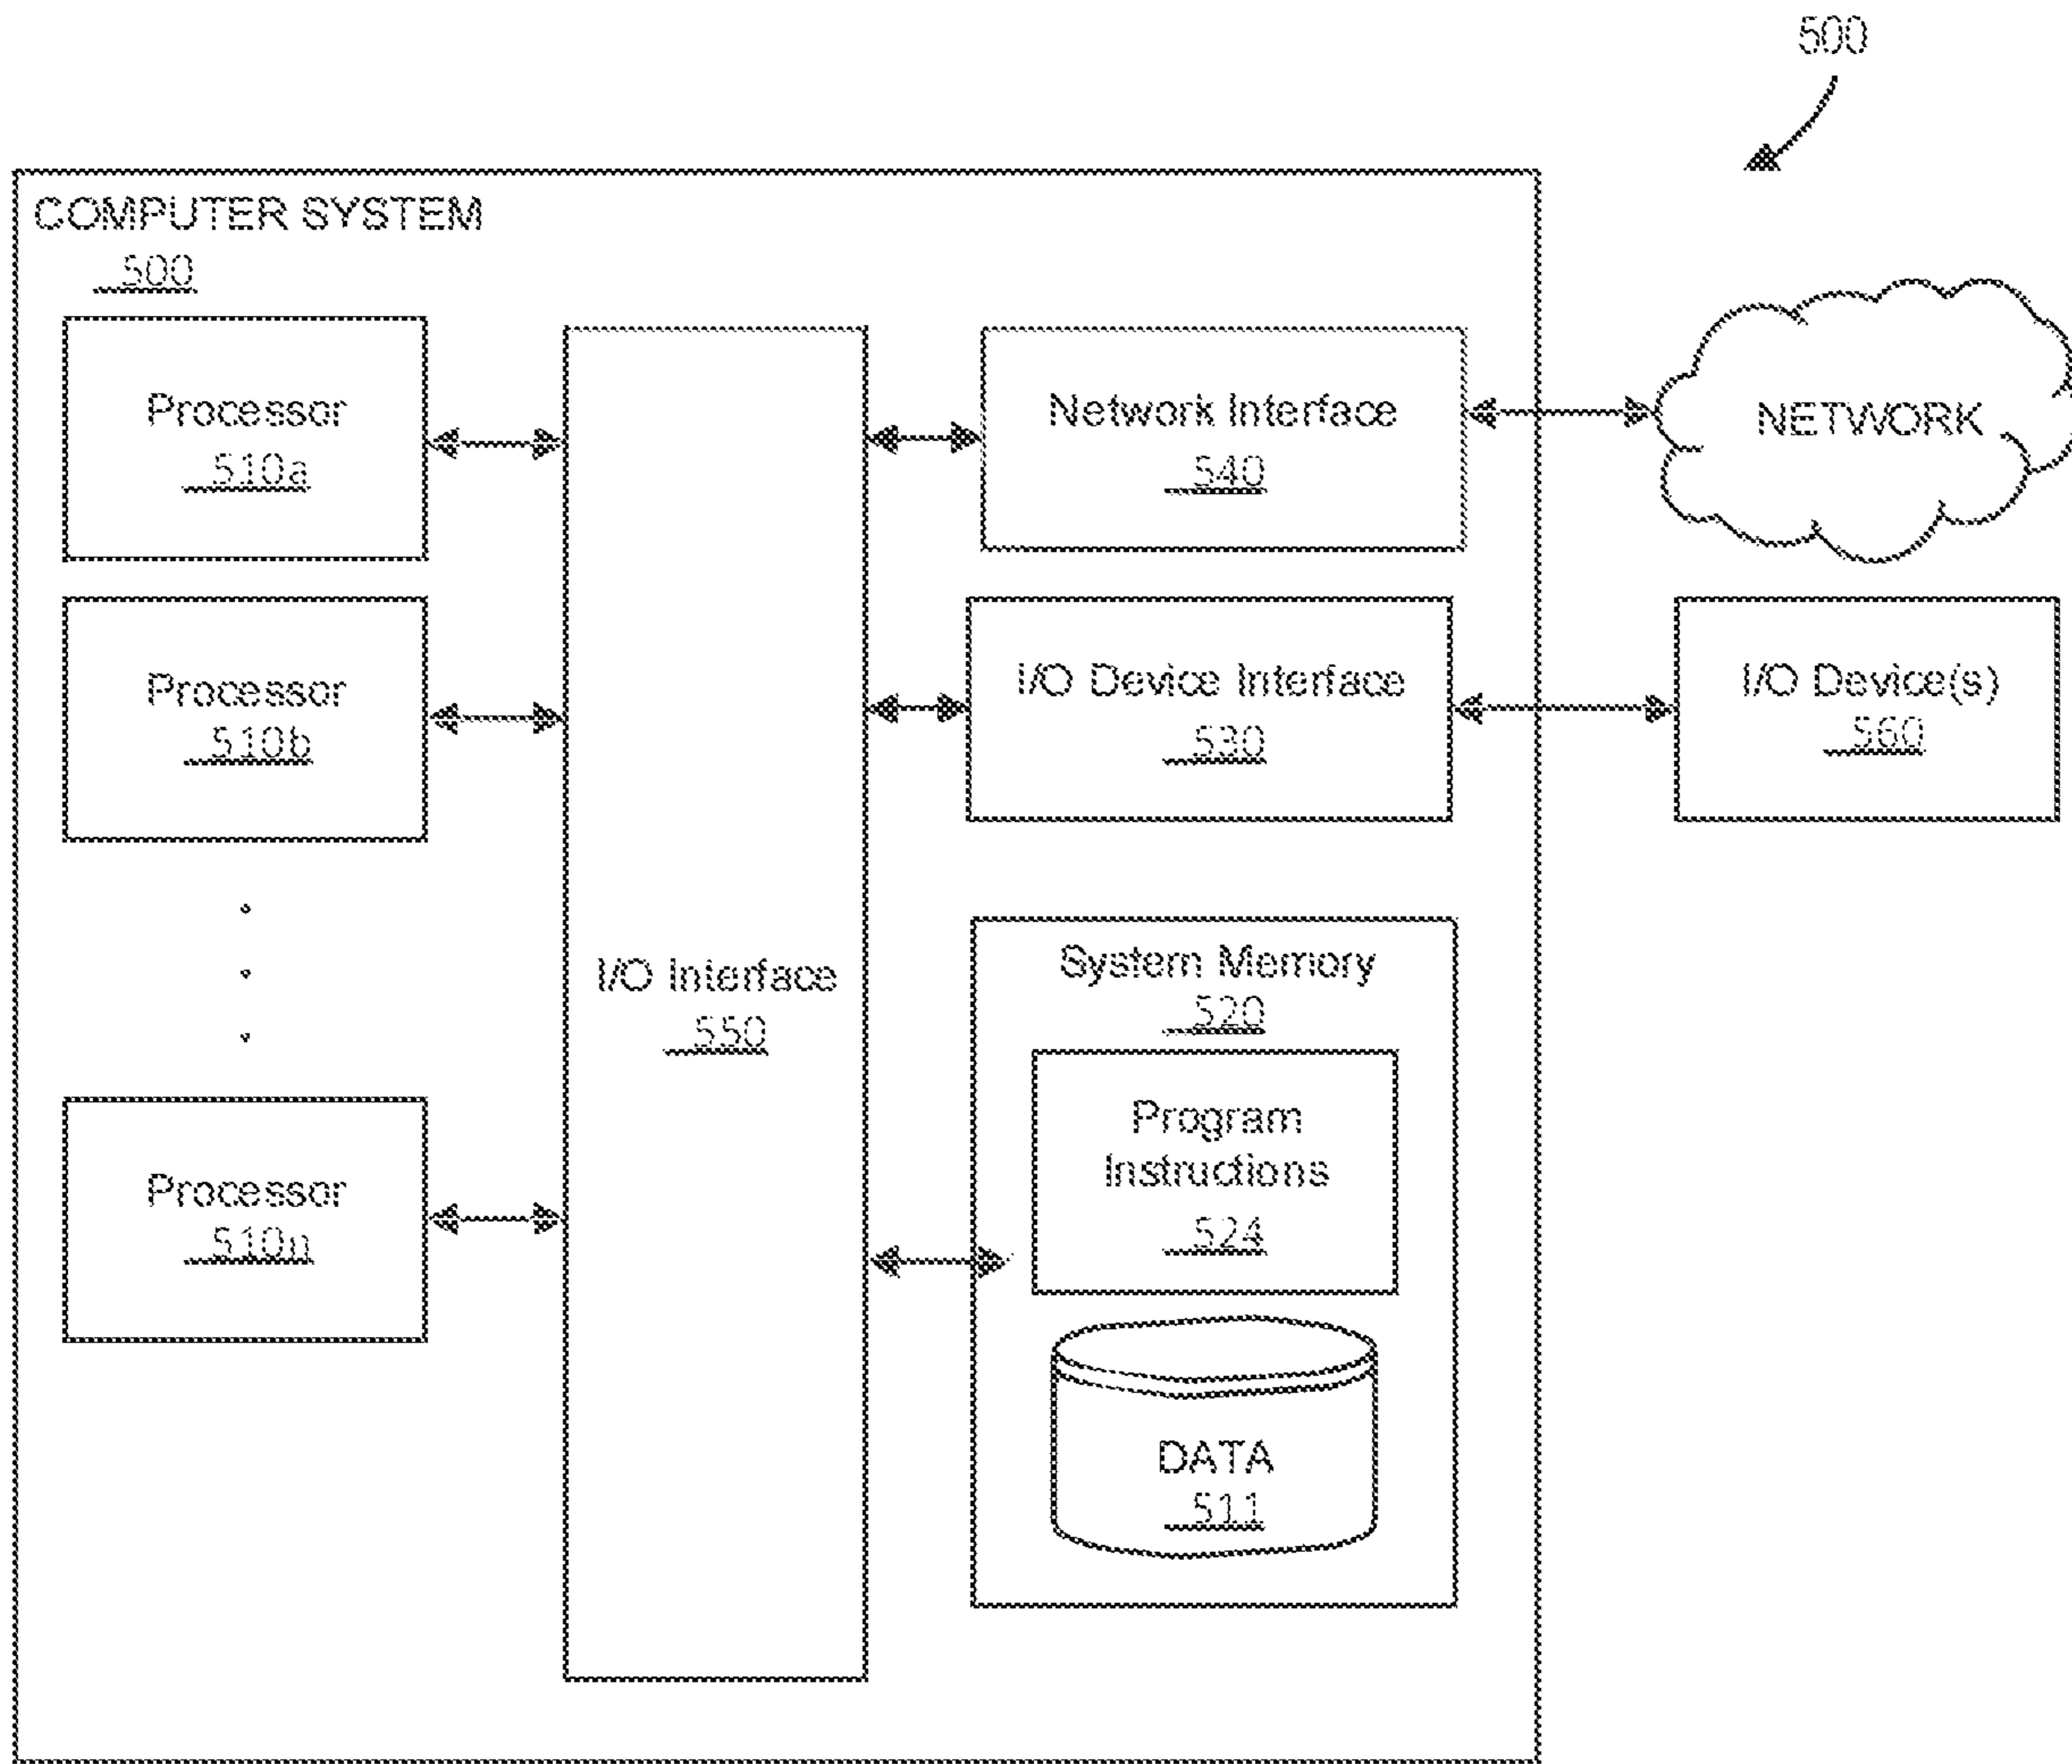 500
COMPUTER SYSTEM
500
Processor
510a
Network Interface
540
NETWORK
Processor
510b
I/O Device Interface
530
I/O Device(s)
560
I/O Interface
550
System Memory
520
Program
Instructions
524
Processor
510n
DATA
511